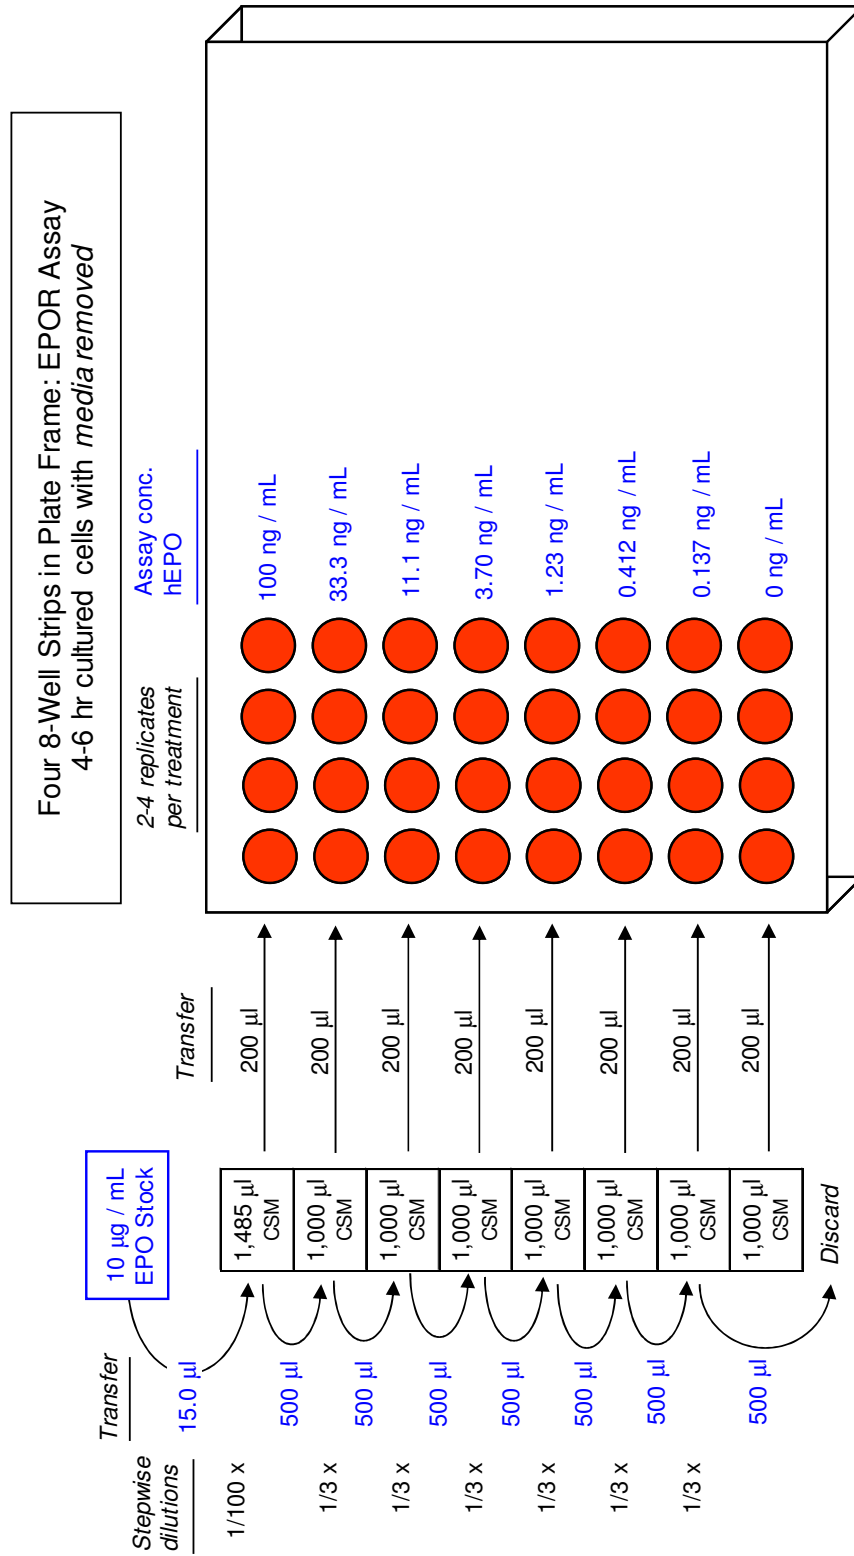 Four 8-Well Strips in Plate Frame: EPOR Assay
4-6 hr cultured cells with media removed
Stepwise
dilutions
Transfer
10 µg / mL
EPO Stock
Transfer
2-4 replicates
per treatment
Assay conc.
hEPO
15.0 µl
1/100 x
1,485 µl
CSM
200 µl
100 ng / mL
500 µl
1/3 x
1,000 µl
CSM
200 µl
33.3 ng / mL
500 µl
1/3 x
1,000 µl
CSM
200 µl
11.1 ng / mL
500 µl
1/3 x
1,000 µl
CSM
200 µl
3.70 ng / mL
500 µl
1/3 x
1,000 µl
CSM
200 µl
1.23 ng / mL
500 µl
1/3 x
1,000 µl
CSM
200 µl
0.412 ng / mL
500 µl
1/3 x
1,000 µl
CSM
200 µl
0.137 ng / mL
500 µl
1,000 µl
CSM
200 µl
0 ng / mL
Discard